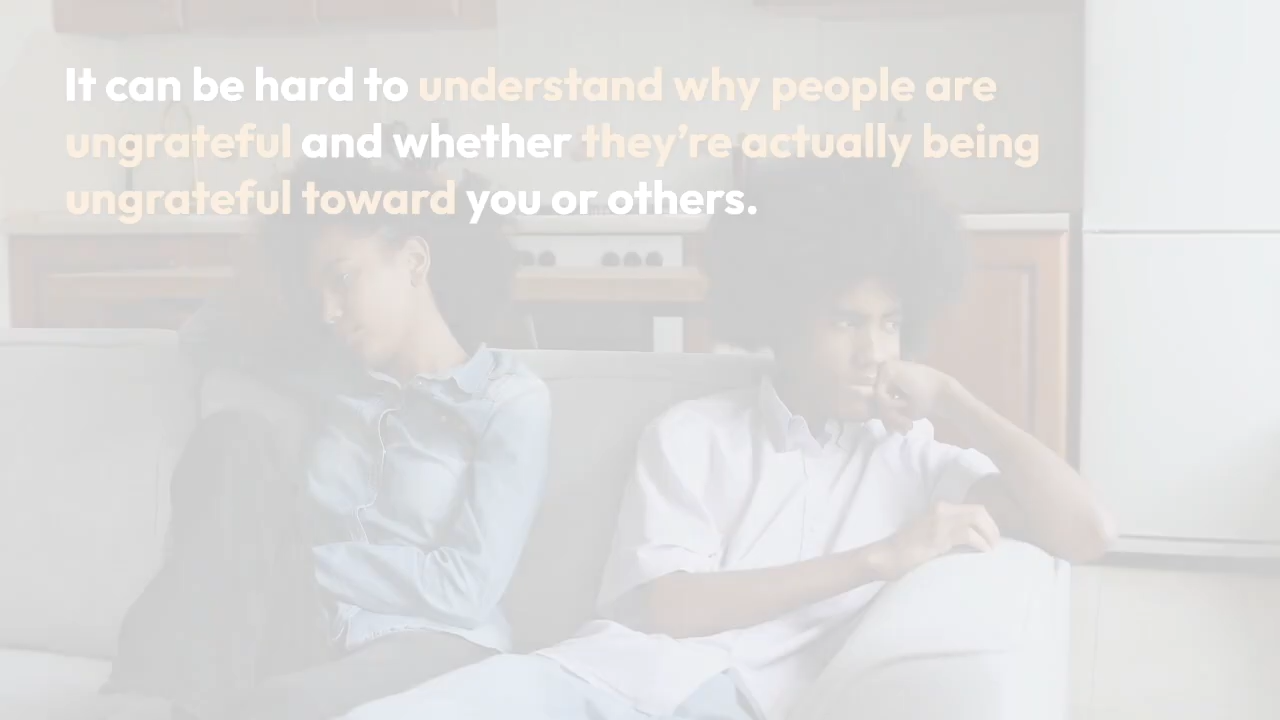 It can be hard to understand why people are
ungrateful and whether they’re actually being
ungrateful toward you or others.